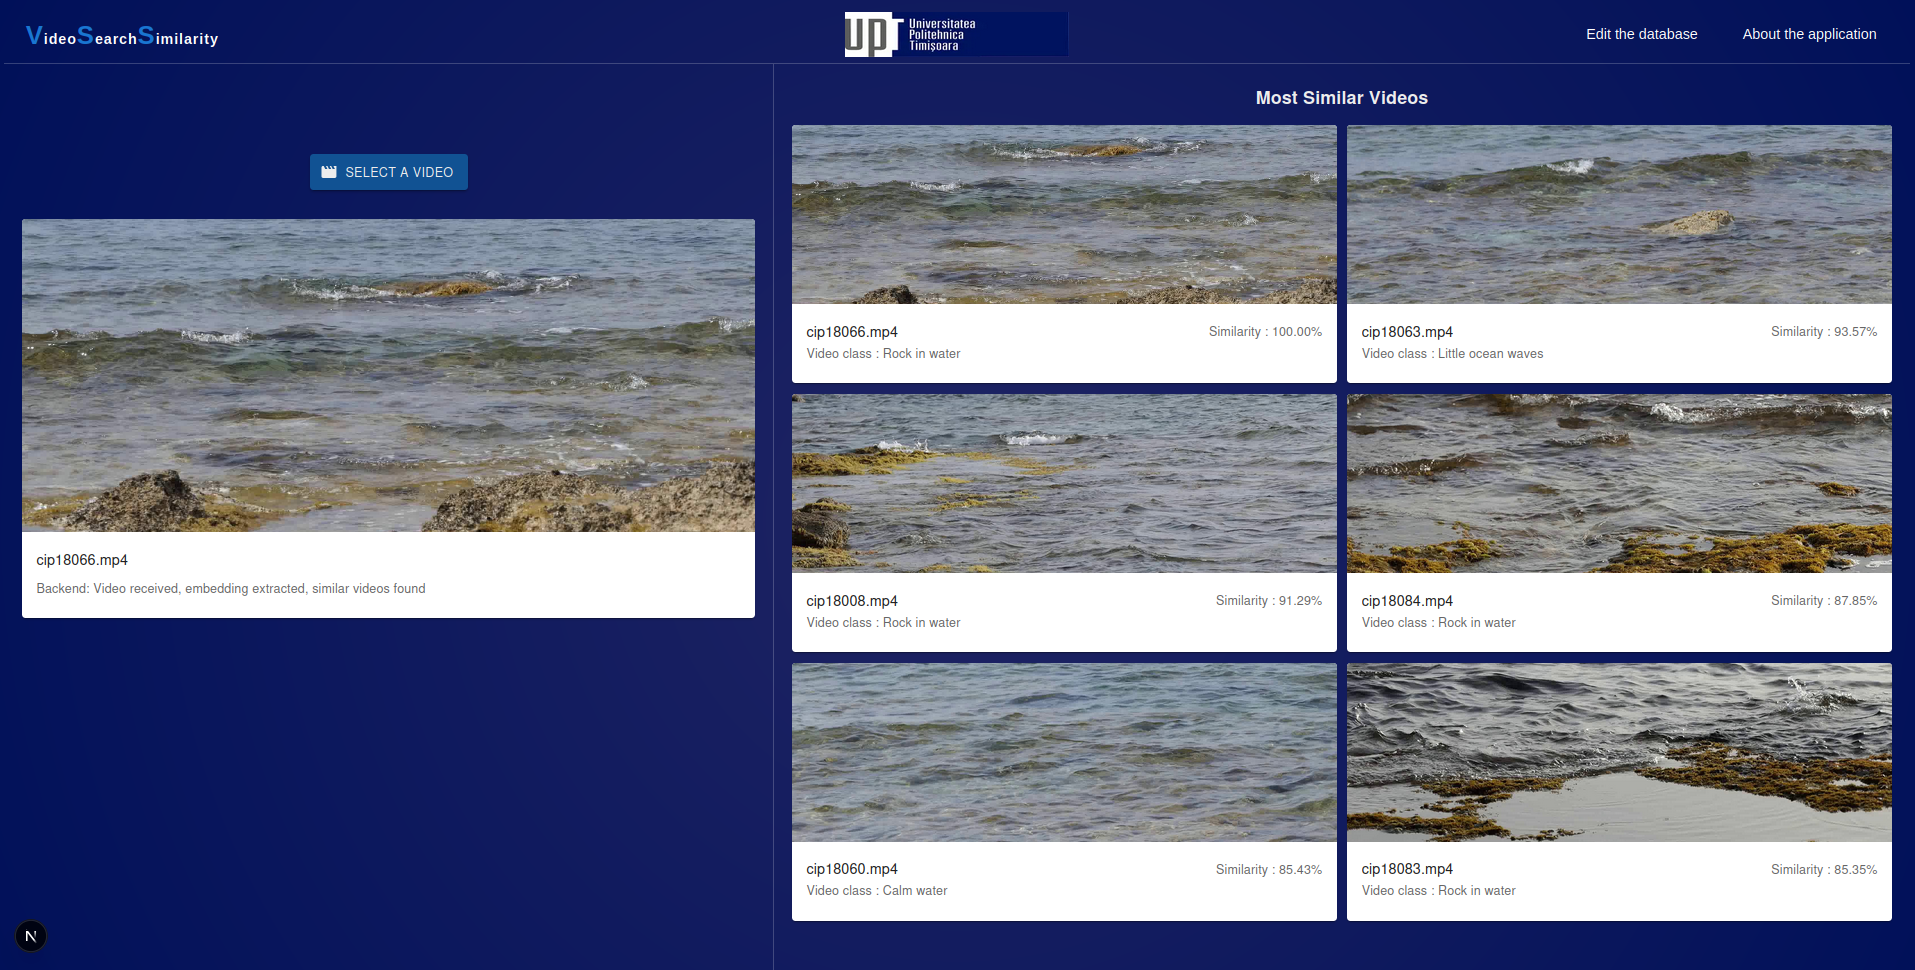 VideoSearchSimilarity
upt
Universitatea
Politehnica
Timișoara
Edit the database
About the application
SELECT A VIDEO
cip18066.mp4
Backend: Video received, embedding extracted, similar videos found
Most Similar Videos
cip18066.mp4
Similarity : 100.00%
Video class : Rock in water
cip18063.mp4
Similarity : 93.57%
Video class : Little ocean waves
cip18008.mp4
Similarity : 91.29%
Video class : Rock in water
cip18084.mp4
Similarity : 87.85%
Video class : Rock in water
cip18060.mp4
Similarity : 85.43%
Video class : Calm water
cip18083.mp4
Similarity : 85.35%
Video class : Rock in water
N